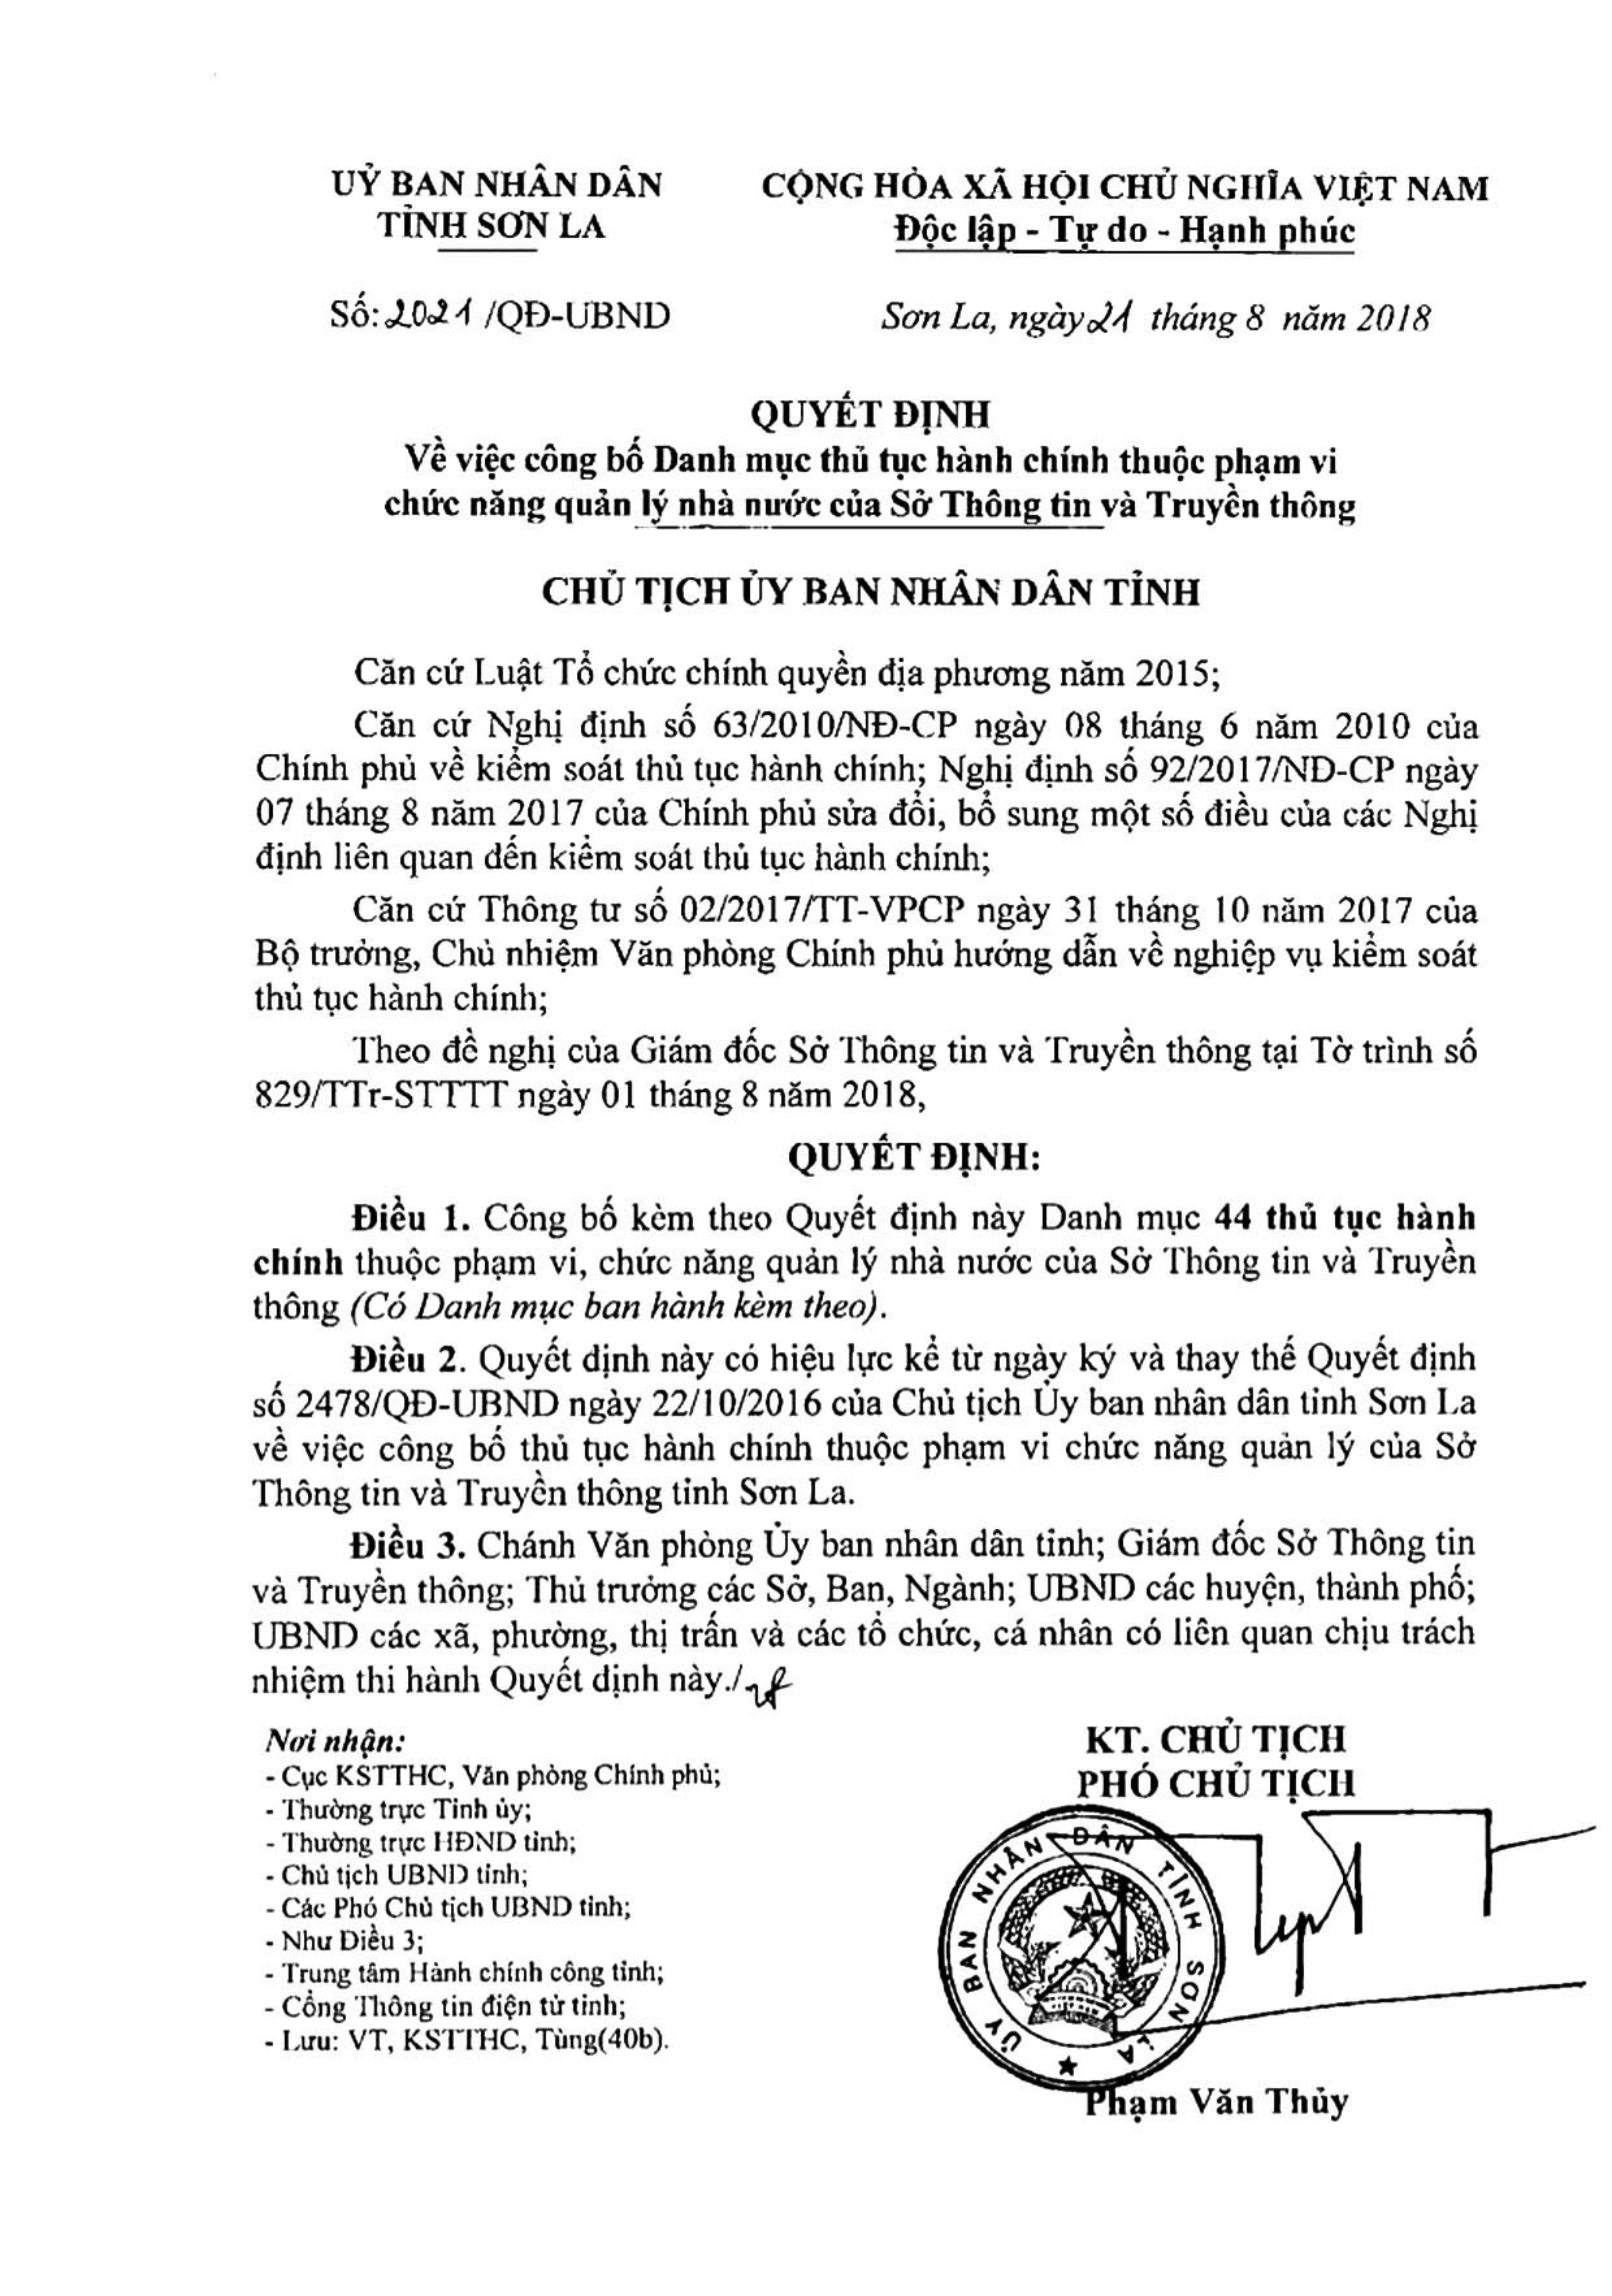 UỶ BAN NHÂN DÂN
TỈNH SƠN LA
CỘNG HÒA XÃ HỘI CHỦ NGHĨA VIỆT NAM
Độc lập - Tự do - Hạnh phúc
Số: 2021 /QĐ-UBND
Sơn La, ngày 21 tháng 8 năm 2018
QUYẾT ĐỊNH
Về việc công bố Danh mục thủ tục hành chính thuộc phạm vi
chức năng quản lý nhà nước của Sở Thông tin và Truyền thông
CHỦ TỊCH ỦY BAN NHÂN DÂN TỈNH
Căn cứ Luật Tổ chức chính quyền địa phương năm 2015;
Căn cứ Nghị định số 63/2010/NĐ-CP ngày 08 tháng 6 năm 2010 của
Chính phủ về kiểm soát thủ tục hành chính; Nghị định số 92/2017/NĐ-CP ngày
07 tháng 8 năm 2017 của Chính phủ sửa đổi, bổ sung một số điều của các Nghị
định liên quan đến kiểm soát thủ tục hành chính;
Căn cứ Thông tư số 02/2017/TT-VPCP ngày 31 tháng 10 năm 2017 của
Bộ trưởng, Chủ nhiệm Văn phòng Chính phủ hướng dẫn về nghiệp vụ kiểm soát
thủ tục hành chính;
Theo đề nghị của Giám đốc Sở Thông tin và Truyền thông tại Tờ trình số
829/TTr-STTTT ngày 01 tháng 8 năm 2018,
QUYẾT ĐỊNH:
Điều 1. Công bố kèm theo Quyết định này Danh mục 44 thủ tục hành
chính thuộc phạm vi, chức năng quản lý nhà nước của Sở Thông tin và Truyền
thông (Có Danh mục ban hành kèm theo).
Điều 2. Quyết định này có hiệu lực kể từ ngày ký và thay thế Quyết định
số 2478/QĐ-UBND ngày 22/10/2016 của Chủ tịch Ủy ban nhân dân tỉnh Sơn La
về việc công bố thủ tục hành chính thuộc phạm vi chức năng quản lý của Sở
Thông tin và Truyền thông tỉnh Sơn La.
Điều 3. Chánh Văn phòng Ủy ban nhân dân tỉnh; Giám đốc Sở Thông tin
và Truyền thông; Thủ trưởng các Sở, Ban, Ngành; UBND các huyện, thành phố;
UBND các xã, phường, thị trấn và các tổ chức, cá nhân có liên quan chịu trách
nhiệm thi hành Quyết định này./.
Nơi nhận:
- Cục KSTTHC, Văn phòng Chính phủ;
- Thường trực Tỉnh ủy;
- Thường trực HĐND tỉnh;
- Chủ tịch UBND tỉnh;
- Các Phó Chủ tịch UBND tỉnh;
- Như Điều 3;
- Trung tâm Hành chính công tỉnh;
- Cổng Thông tin điện tử tỉnh;
- Lưu: VT, KSTTHC, Tùng(40b).
KT. CHỦ TỊCH
PHÓ CHỦ TỊCH
ỦY BAN NHÂN DÂN TỈNH SƠN LA
Phạm Văn Thủy